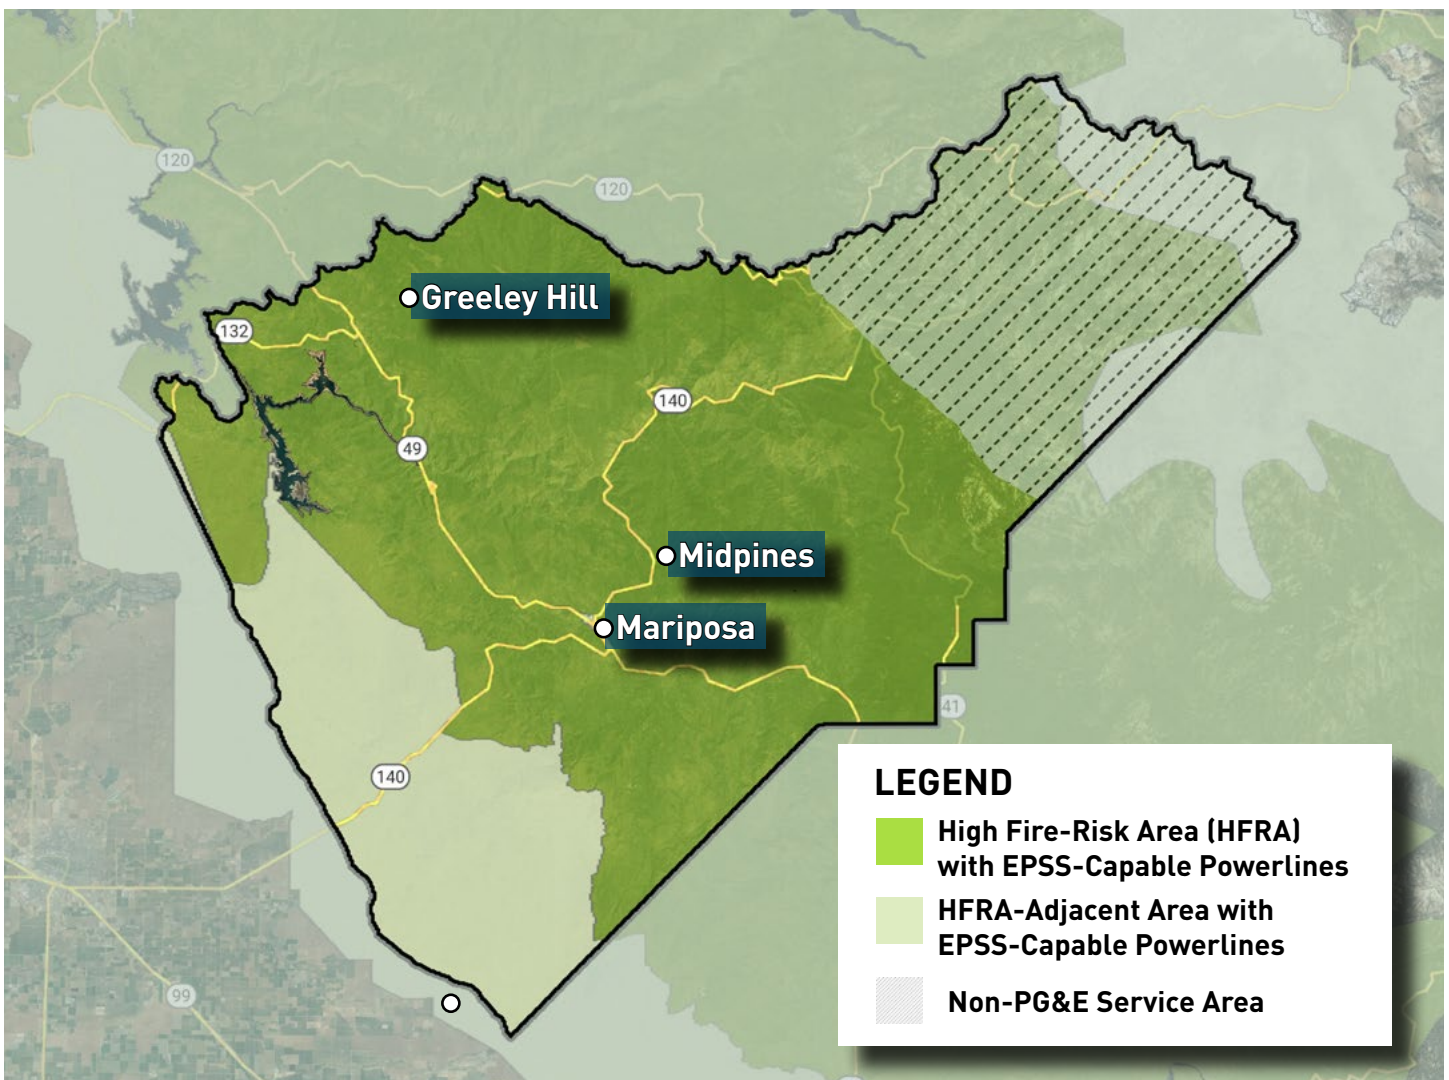 120
120
Greeley Hill
132
140
49
Midpines
Mariposa
41
140
99
LEGEND
High Fire-Risk Area (HFRA)
with EPSS-Capable Powerlines
HFRA-Adjacent Area with
EPSS-Capable Powerlines
Non-PG&E Service Area